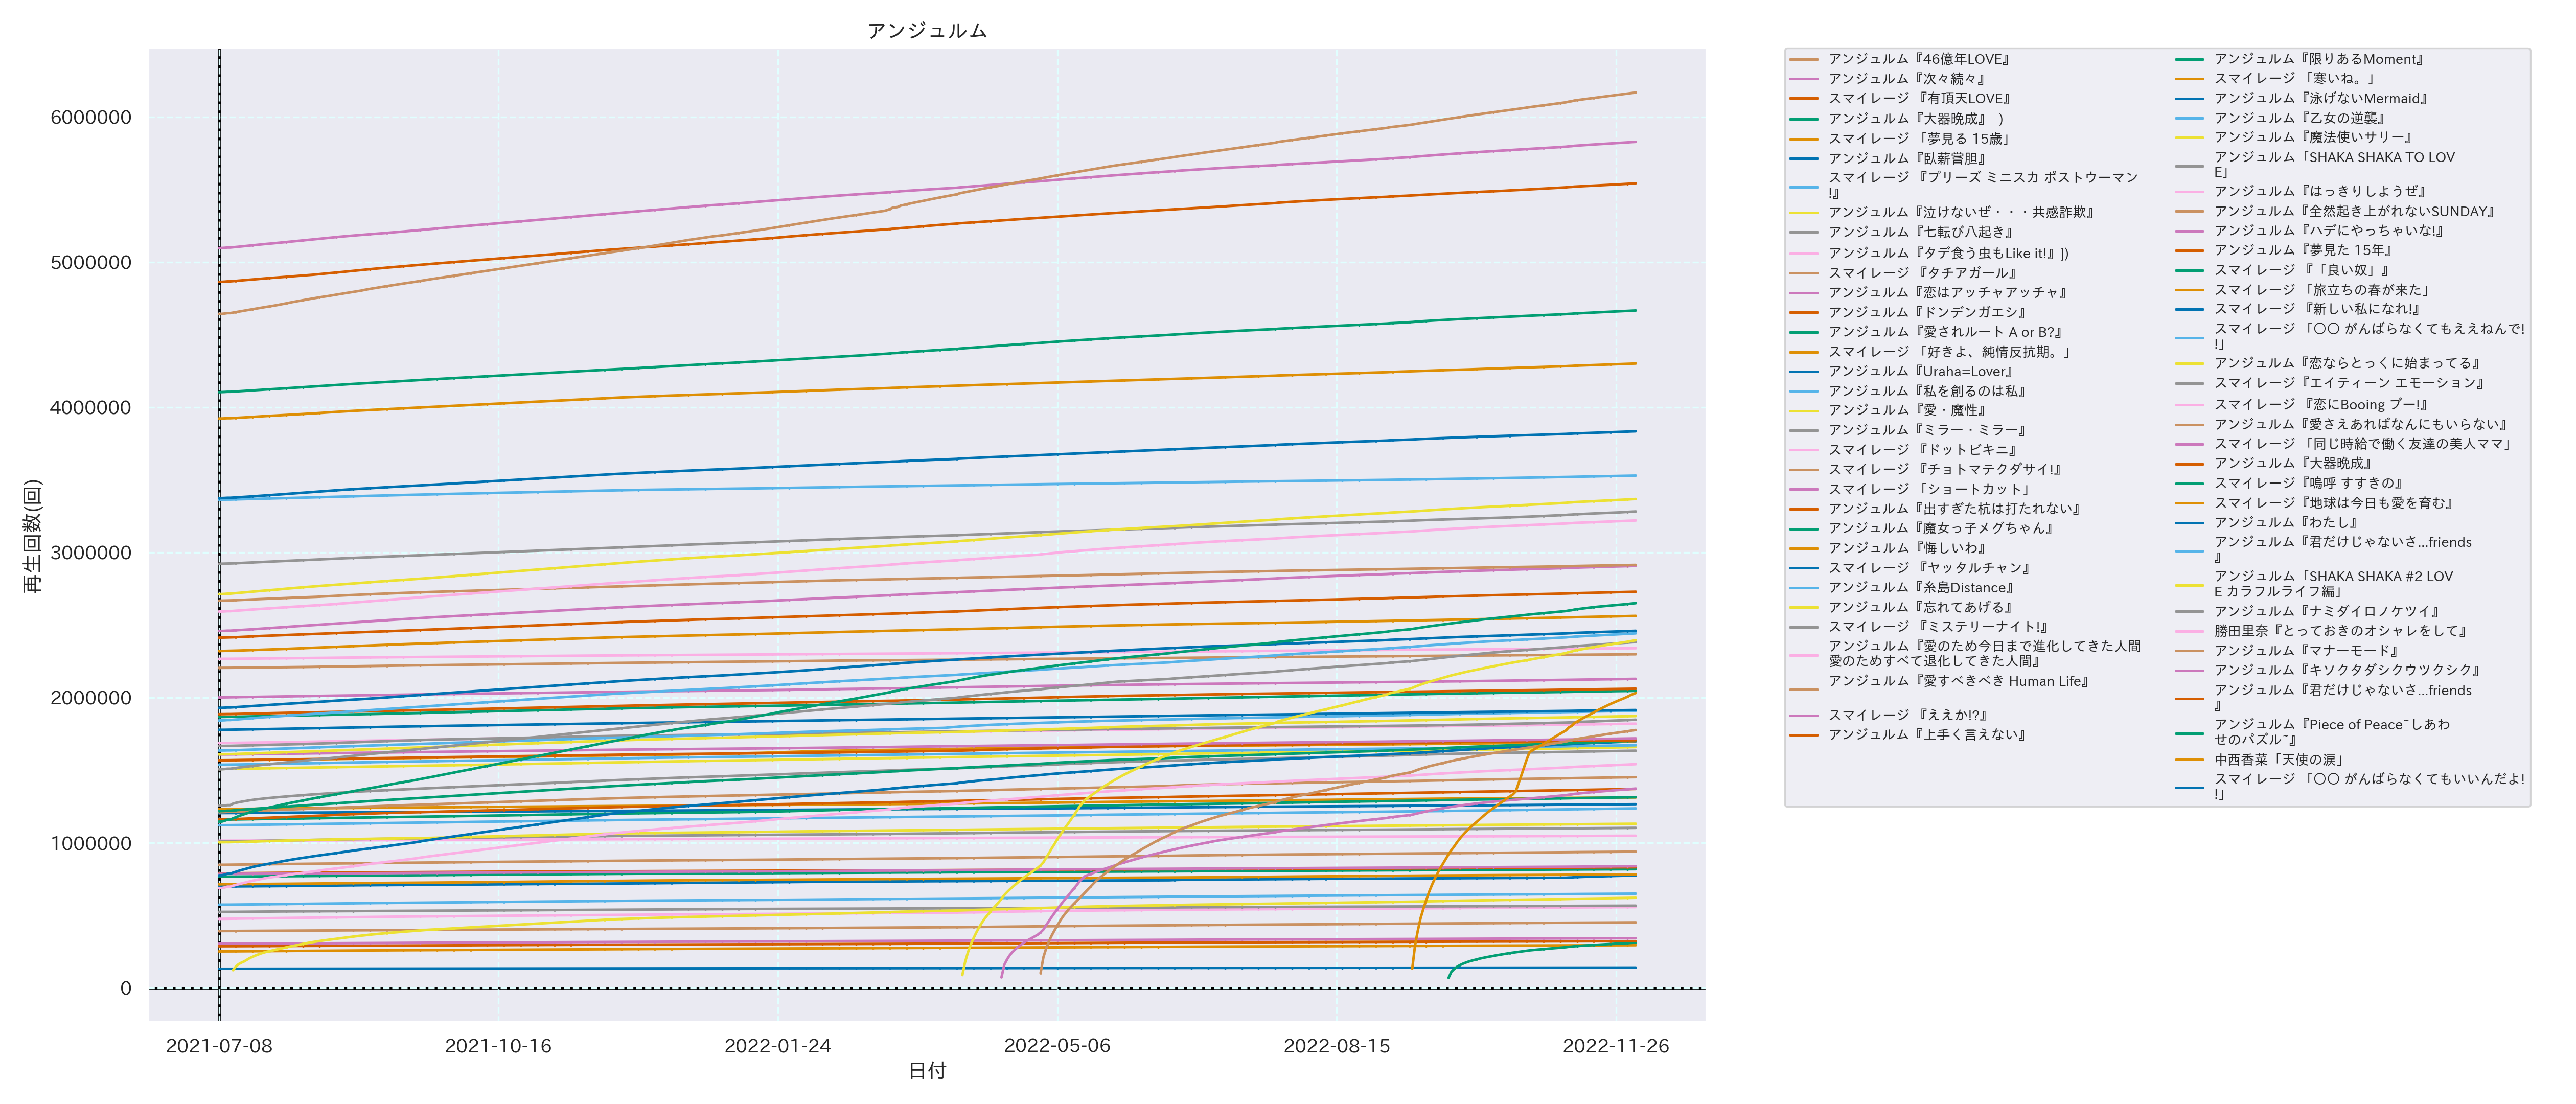 アンジュルム
再生回数(回)
6000000
5000000
4000000
3000000
2000000
1000000
0
2021-07-08
2021-10-16
2022-01-24
2022-05-06
2022-08-15
2022-11-26
日付
アンジュルム『46億年LOVE』
アンジュルム『次々続々』
スマイレージ 『有頂天LOVE』
アンジュルム『大器晩成』 )
スマイレージ 「夢見る 15歳」
アンジュルム『臥薪嘗胆』
スマイレージ 『プリーズ ミニスカ ポストウーマン
!』
アンジュルム『泣けないぜ・・・共感詐欺』
アンジュルム『七転び八起き』
アンジュルム『タデ食う虫もLike it!』])
スマイレージ 『タチアガール』
アンジュルム『恋はアッチャアッチャ』
アンジュルム『ドンデンガエシ』
アンジュルム『愛されルート A or B?』
スマイレージ 「好きよ、純情反抗期。」
アンジュルム『Uraha=Lover』
アンジュルム『私を創るのは私』
アンジュルム『愛・魔性』
アンジュルム『ミラー・ミラー』
スマイレージ 『ドットビキニ』
スマイレージ 『チョトマテクダサイ!』
スマイレージ 「ショートカット」
アンジュルム『出すぎた杭は打たれない』
アンジュルム『魔女っ子メグちゃん』
アンジュルム『悔しいわ』
スマイレージ 『ヤッタルチャン』
アンジュルム『糸島Distance』
アンジュルム『忘れてあげる』
スマイレージ 『ミステリーナイト!』
アンジュルム『愛のため今日まで進化してきた人間
愛のためすべて退化してきた人間』
アンジュルム『愛すべきべき Human Life』
スマイレージ 『ええか!?』
アンジュルム『上手く言えない』
アンジュルム『限りあるMoment』
スマイレージ 「寒いね。」
アンジュルム『泳げないMermaid』
アンジュルム『乙女の逆襲』
アンジュルム『魔法使いサリー』
アンジュルム「SHAKA SHAKA TO LOV
E」
アンジュルム『はっきりしようぜ』
アンジュルム『全然起き上がれないSUNDAY』
アンジュルム『ハデにやっちゃいな!』
アンジュルム『夢見た 15年』
スマイレージ 『「良い奴」』
スマイレージ 「旅立ちの春が来た」
スマイレージ 『新しい私になれ!』
スマイレージ 「〇〇 がんばらなくてもええねんで!
!」
アンジュルム『恋ならとっくに始まってる』
スマイレージ『エイティーン エモーション』
スマイレージ 『恋にBooing ブー!』
アンジュルム『愛さえあればなんにもいらない』
スマイレージ 「同じ時給で働く友達の美人ママ」
アンジュルム『大器晩成』
スマイレージ『嗚呼 すすきの』
スマイレージ『地球は今日も愛を育む』
アンジュルム『わたし』
アンジュルム『君だけじゃないさ...friends
』
アンジュルム「SHAKA SHAKA #2 LOV
E カラフルライフ編」
アンジュルム『ナミダイロノケツイ』
勝田里奈『とっておきのオシャレをして』
アンジュルム『マナーモード』
アンジュルム『キソクタダシクウツクシク』
アンジュルム『君だけじゃないさ...friends
』
アンジュルム『Piece of Peace~しあわ
せのパズル~』
中西香菜「天使の涙」
スマイレージ 「〇〇 がんばらなくてもいいんだよ!
!」